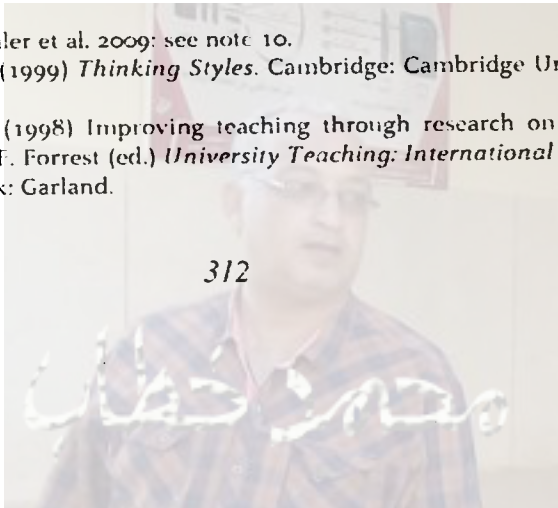 ler et al. 2009: see note 10.
(1999) Thinking Styles. Cambridge: Cambridge Un
(1998) Improving teaching through research on
F. Forrest (ed.) University Teaching: International
k: Garland.
312
محمد خطاب